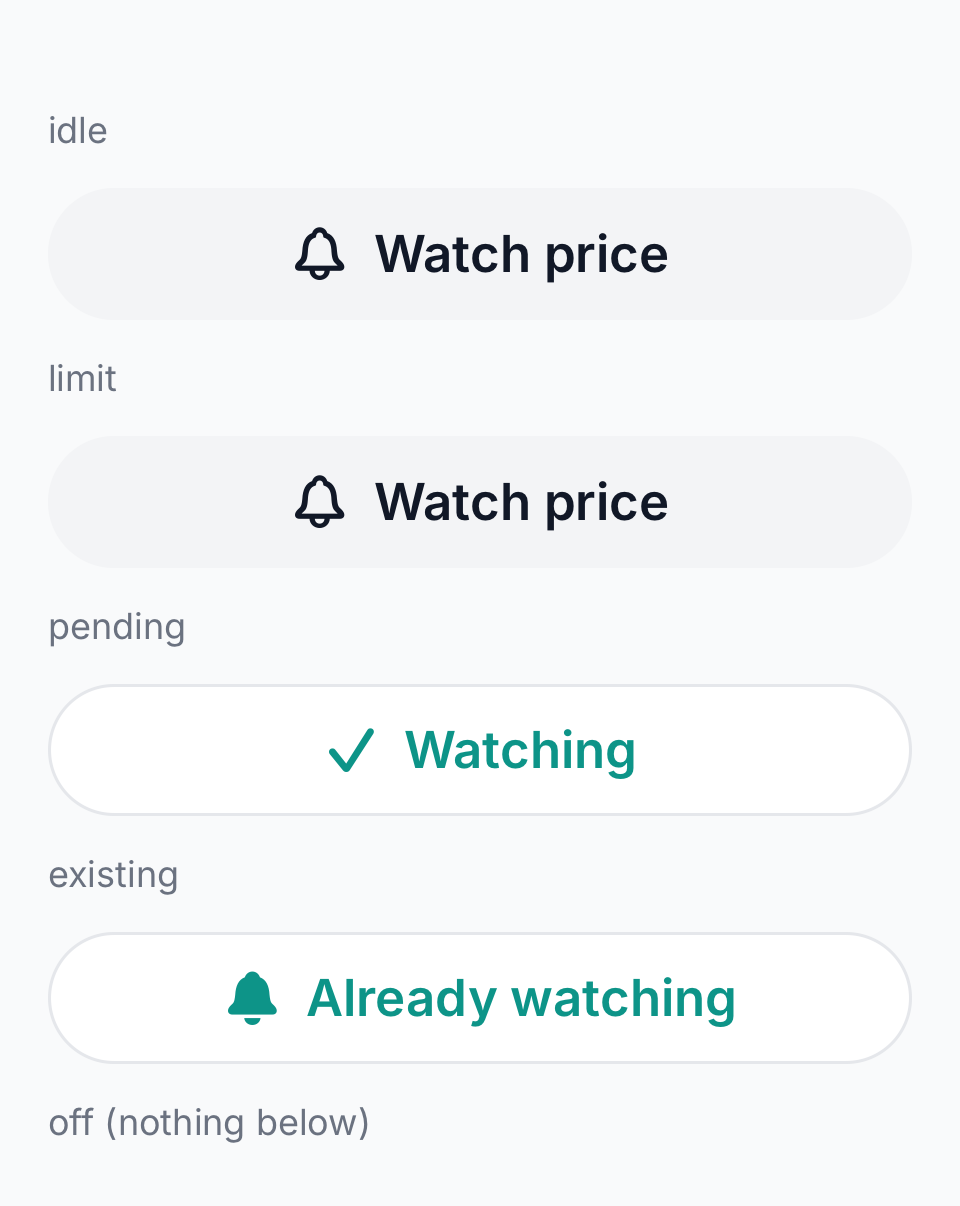 idle
Watch price
limit
Watch price
pending
Watching
existing
Already watching
off (nothing below)